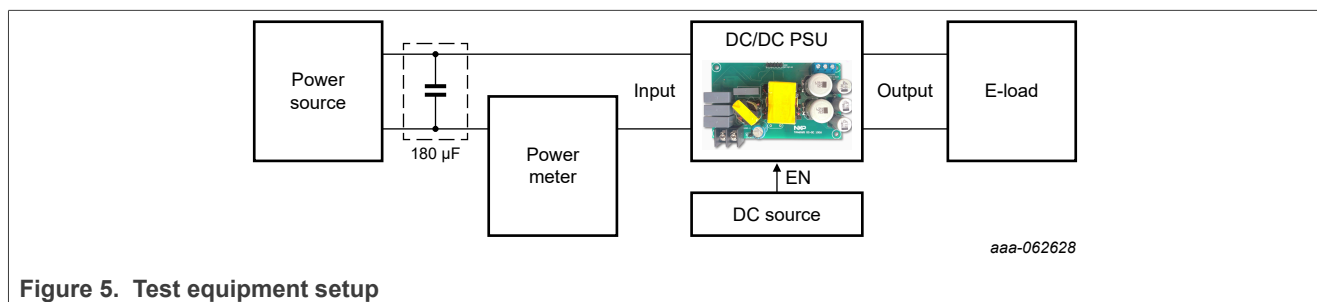 Power
source
180 µF
Power
meter
Input
DC/DC PSU
NXP
EN
DC source
Output
E-load
aaa-062628
Figure 5. Test equipment setup